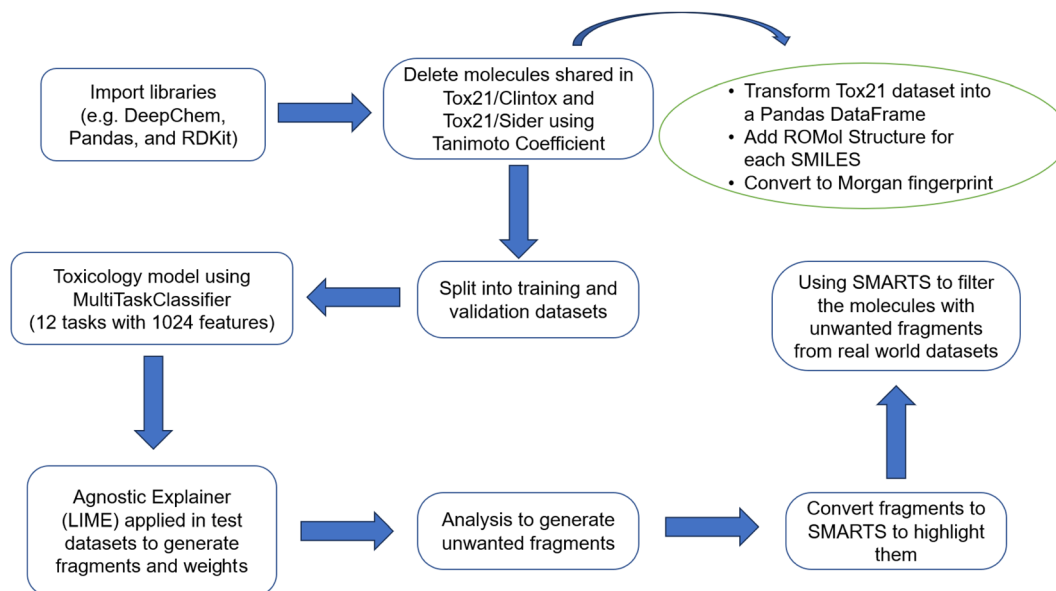 Import libraries
(e.g. DeepChem,
Pandas, and RDKit)
Delete molecules shared in
Tox21/Clintox and
Tox21/Sider using
Tanimoto Coefficient
• Transform Tox21 dataset into
a Pandas DataFrame
• Add ROMol Structure for
each SMILES
• Convert to Morgan fingerprint
Toxicology model using
MultiTaskClassifier
(12 tasks with 1024 features)
Split into training and
validation datasets
Using SMARTS to filter
the molecules with
unwanted fragments
from real world datasets
Agnostic Explainer
(LIME) applied in test
datasets to generate
fragments and weights
Analysis to generate
unwanted fragments
Convert fragments to
SMARTS to highlight
them